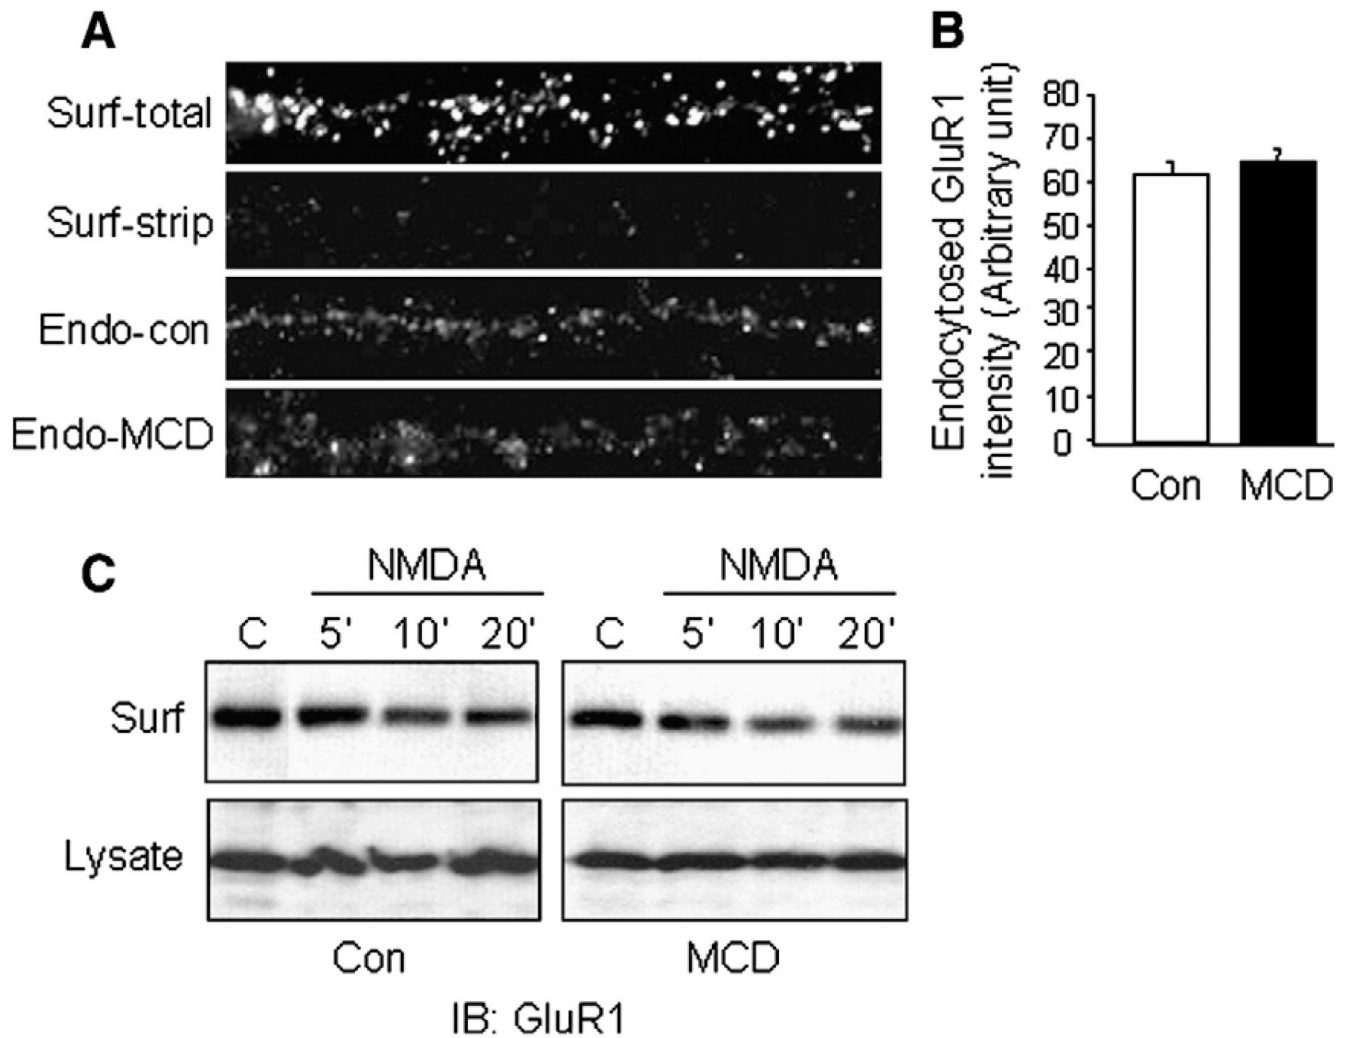 A
Surf-total
Surf-strip
Endo-con
Endo-MCD
B
Endocytosed GluR1
intensity (Arbitrary unit)
80
70
60
50
40
30
20
10
0
Con MCD
C
NMDA NMDA
C 5' 10' 20' C 5' 10' 20'
Surf
Lysate
Con MCD
IB: GluR1